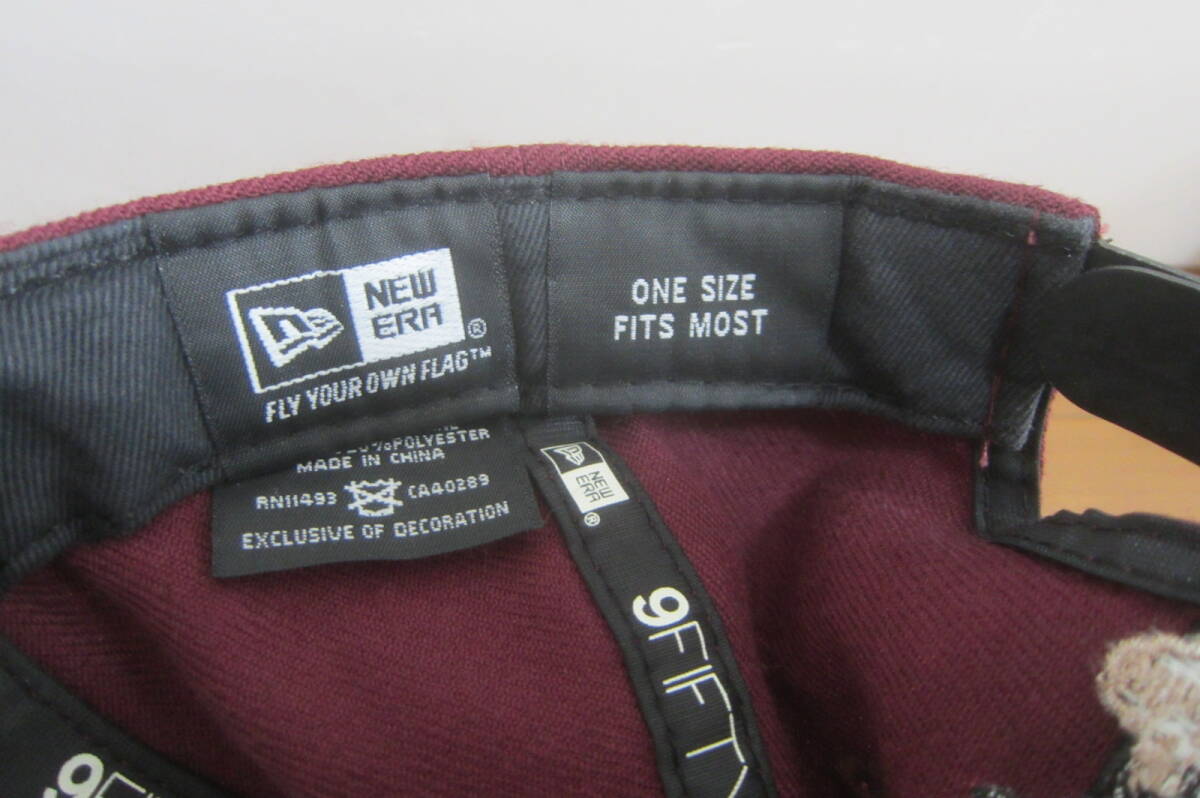 NEW
ERA
®
FLY YOUR OWN FLAG™
ONE SIZE
FITS MOST
%POLYESTER
MADE IN CHINA
RN11493 CA40289
EXCLUSIVE OF DECORATION
NEW
ERA
®
9FIFTY
9F